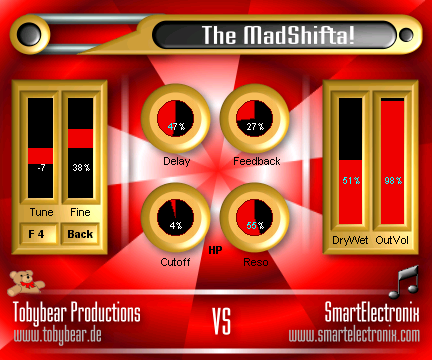 The MadShifta!
47%
27%
-7
38%
51%
98%
Delay
Feedback
Tune
Fine
4%
55%
F 4
Back
DryWet
OutVol
HP
Cutoff
Reso
Tobybear Productions
VS
SmartElectronix
www.tobybear.de
www.smartelectronix.com